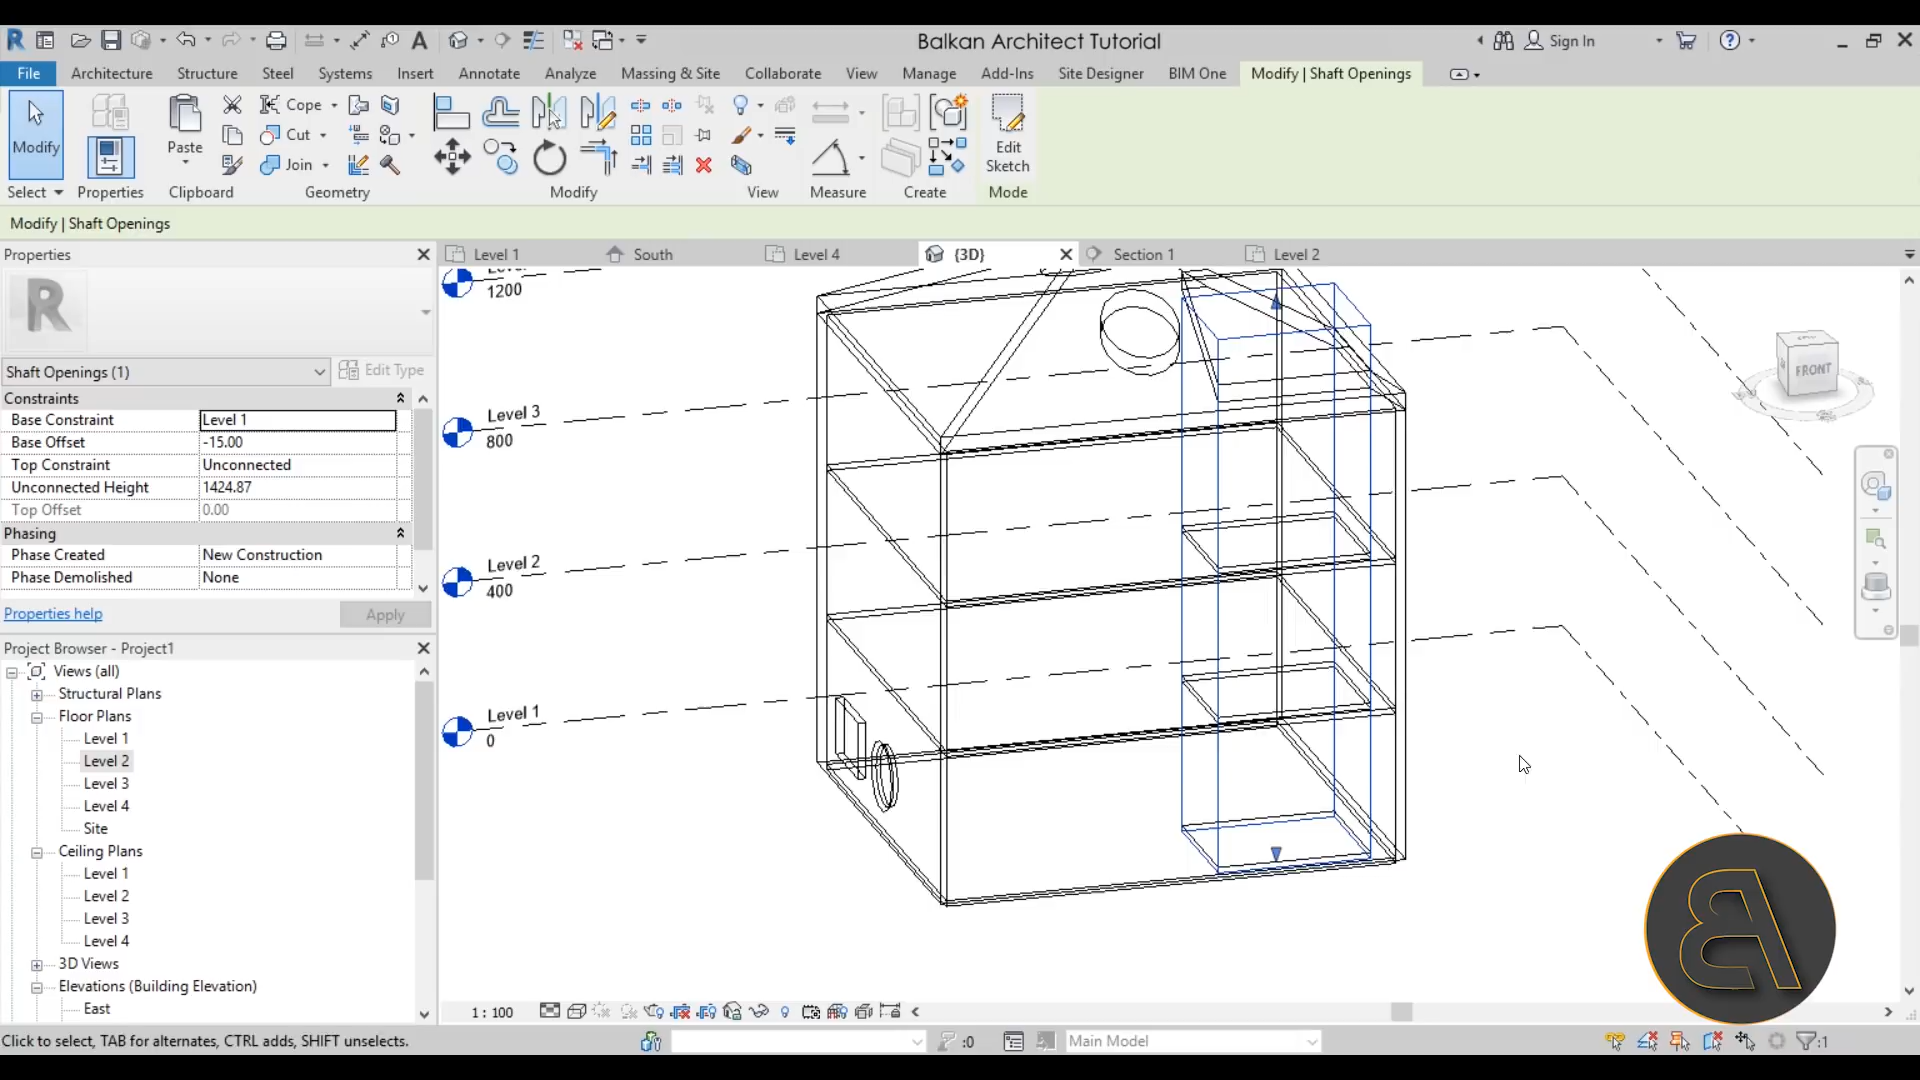 Balkan Architect Tutorial
Sign In
File Architecture Structure Steel Systems Insert Annotate Analyze Massing & Site Collaborate View Manage Add-Ins Site Designer BIM One Modify | Shaft Openings
Modify Paste Cope Cut Join Edit Sketch
Select Properties Clipboard Geometry Modify View Measure Create Mode
Modify | Shaft Openings
Properties
Level 1 South Level 4 {3D} Section 1 Level 2
Shaft Openings (1) Edit Type
Constraints
Base Constraint Level 1
Base Offset -15.00
Top Constraint Unconnected
Unconnected Height 1424.87
Top Offset 0.00
Phasing
Phase Created New Construction
Phase Demolished None
Properties help Apply
Project Browser - Project1
Views (all)
Structural Plans
Floor Plans
Level 1
Level 2
Level 3
Level 4
Site
Ceiling Plans
Level 1
Level 2
Level 3
Level 4
3D Views
Elevations (Building Elevation)
East
1200
Level 3
800
Level 2
400
Level 1
0
FRONT
1 : 100
Click to select, TAB for alternates, CTRL adds, SHIFT unselects.
:0
Main Model
:1